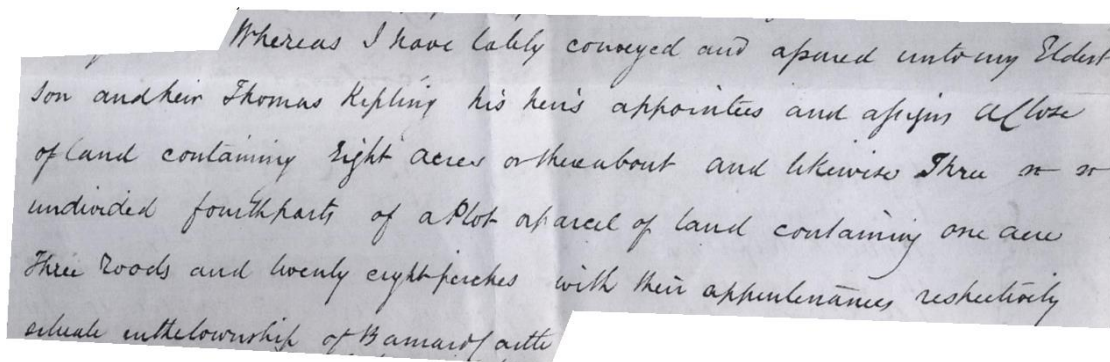 Whereas I have lately conveyed and assured unto my Eldest
Son and heir Thomas Kipling his heirs appointees and assigns a Close
of land containing Eight acres or thereabout and likewise Three
undivided fourth parts of a Plot or parcel of land containing one acre
Three roods and twenty eight perches with their appurtenances respectively
situate in the township of Barnard Castle